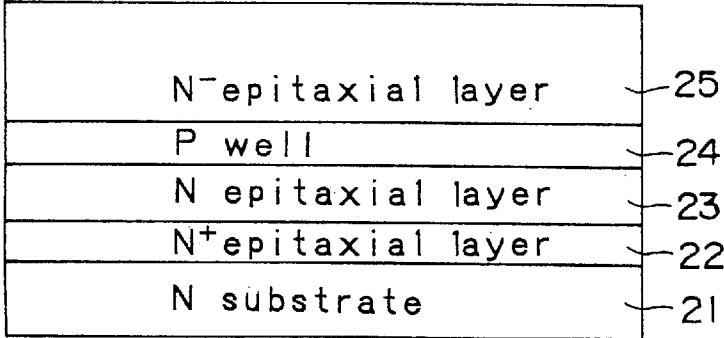 N⁻epitaxial layer 25
P well 24
N epitaxial layer 23
N⁺epitaxial layer 22
N substrate 21